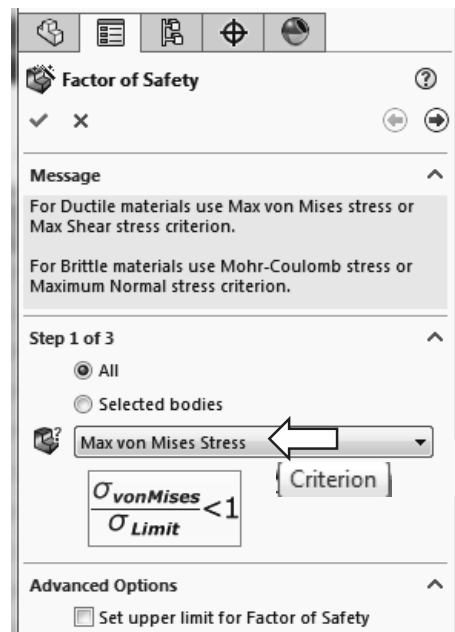 Factor of Safety
Message
For Ductile materials use Max von Mises stress or
Max Shear stress criterion.
For Brittle materials use Mohr-Coulomb stress or
Maximum Normal stress criterion.
Step 1 of 3
All
Selected bodies
Max von Mises Stress
Criterion
σ vonMises
σ Limit
<1
Advanced Options
Set upper limit for Factor of Safety